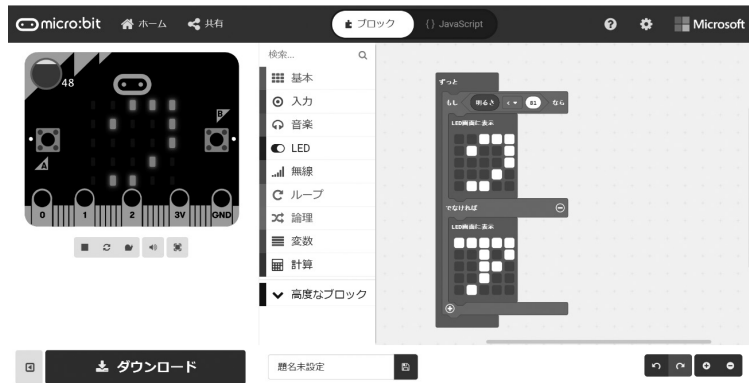 micro:bit ホーム 共有 ブロック {} JavaScript ? Microsoft
検索...
48
基本
入力
音楽
LED
無線
ループ
論理
変数
計算
高度なブロック
B
A
0 1 2 3V GND
ずっと
もし 明るさ < 81 なら
LED画面に表示
でなければ
LED画面に表示
ダウンロード
題名未設定